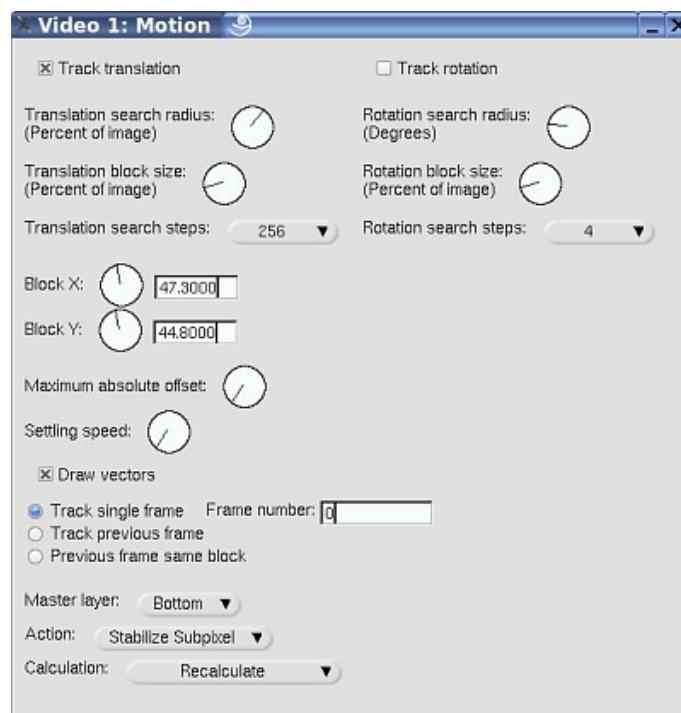 Video 1: Motion
Track translation
Track rotation
Translation search radius:
(Percent of image)
Rotation search radius:
(Degrees)
Translation block size:
(Percent of image)
Rotation block size:
(Percent of image)
Translation search steps: 256
Rotation search steps: 4
Block X: 47.3000
Block Y: 44.8000
Maximum absolute offset:
Settling speed:
Draw vectors
Track single frame Frame number: 0
Track previous frame
Previous frame same block
Master layer: Bottom
Action: Stabilize Subpixel
Calculation: Recalculate